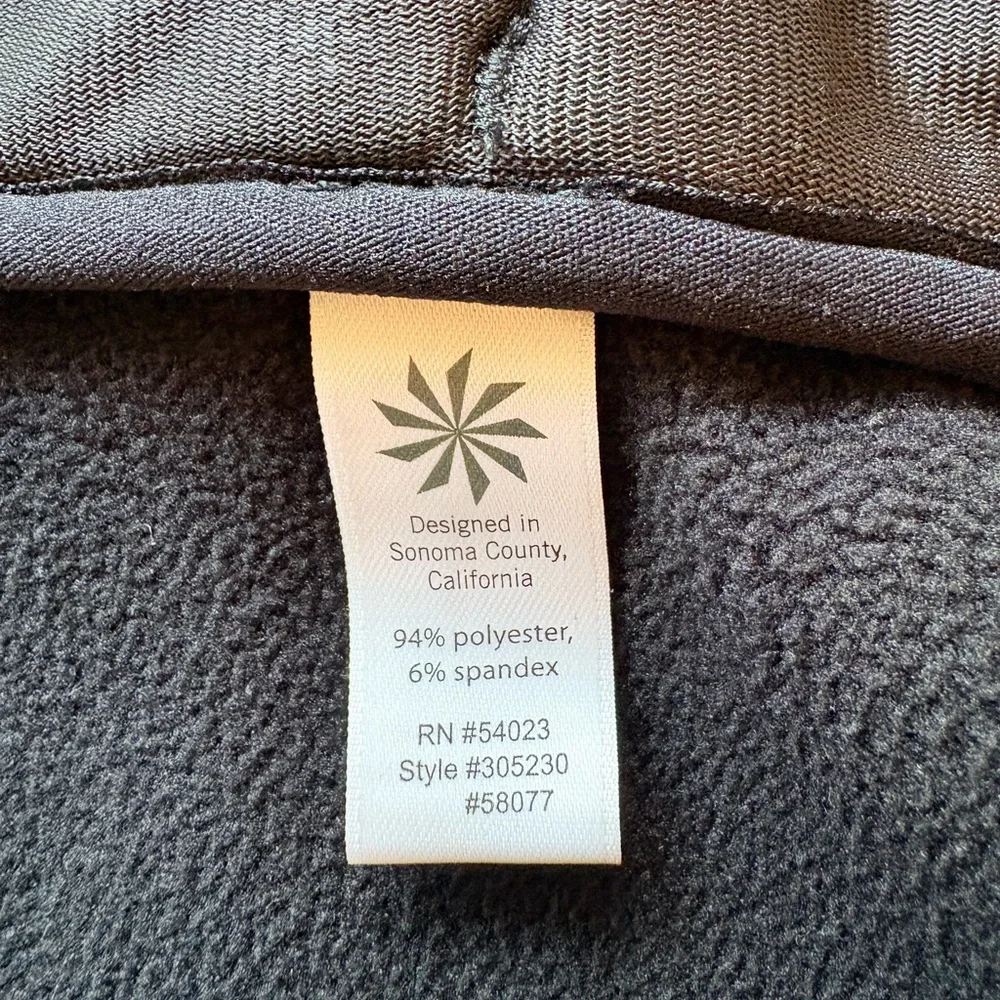 Designed in
Sonoma County,
California
94% polyester,
6% spandex
RN #54023
Style #305230
#58077